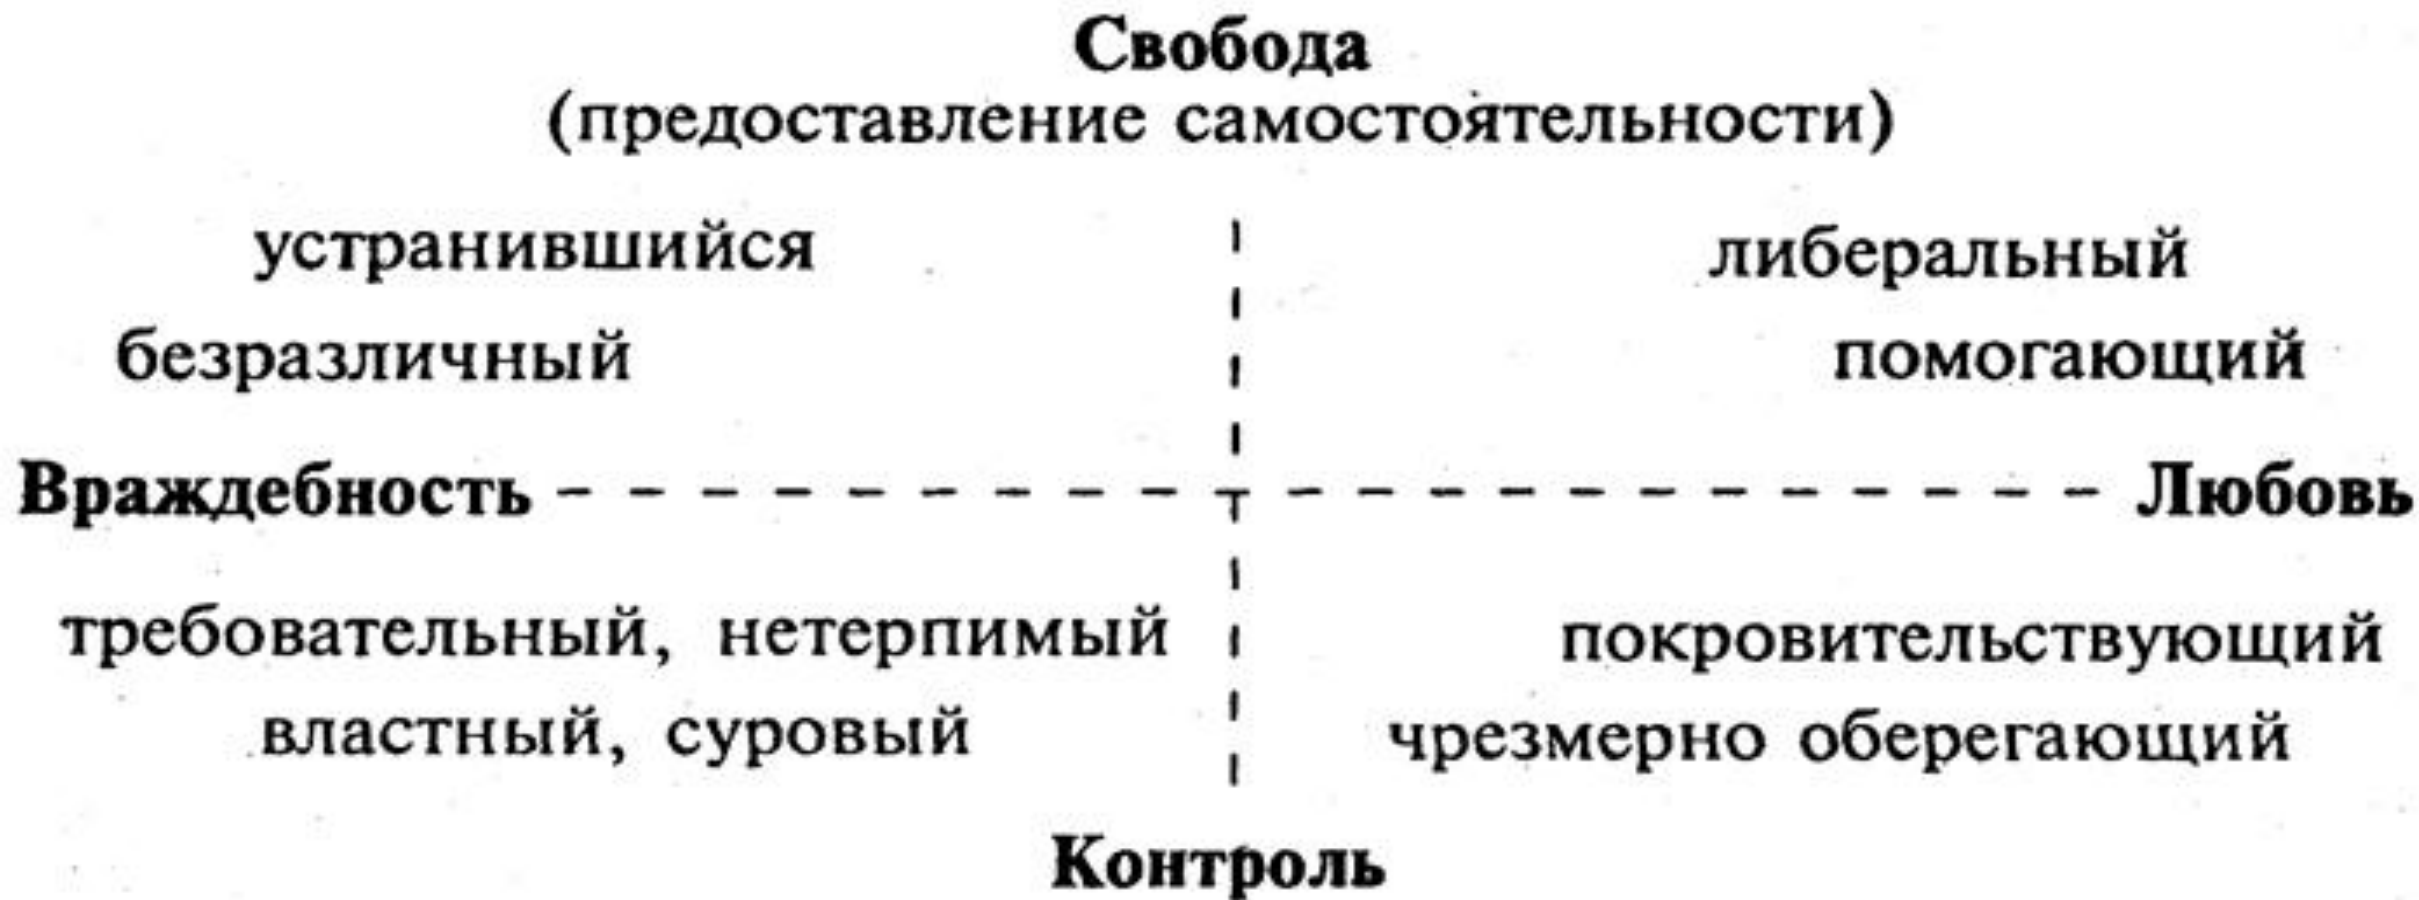 Свобода
(предоставление самостоятельности)
устранившийся либеральный
безразличный помогающий
Враждебность Любовь
требовательный, нетерпимый покровительствующий
властный, суровый чрезмерно оберегающий
Контроль